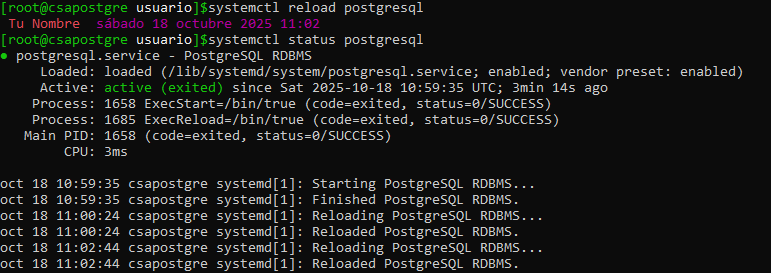 [root@csapostgre usuario]$systemctl reload postgresql
Tu Nombre  sábado 18 octubre 2025 11:02
[root@csapostgre usuario]$systemctl status postgresql
● postgresql.service - PostgreSQL RDBMS
     Loaded: loaded (/lib/systemd/system/postgresql.service; enabled; vendor preset: enabled)
     Active: active (exited) since Sat 2025-10-18 10:59:35 UTC; 3min 14s ago
    Process: 1658 ExecStart=/bin/true (code=exited, status=0/SUCCESS)
    Process: 1685 ExecReload=/bin/true (code=exited, status=0/SUCCESS)
   Main PID: 1658 (code=exited, status=0/SUCCESS)
        CPU: 3ms
oct 18 10:59:35 csapostgre systemd[1]: Starting PostgreSQL RDBMS...
oct 18 10:59:35 csapostgre systemd[1]: Finished PostgreSQL RDBMS.
oct 18 11:00:24 csapostgre systemd[1]: Reloading PostgreSQL RDBMS...
oct 18 11:00:24 csapostgre systemd[1]: Reloaded PostgreSQL RDBMS.
oct 18 11:02:44 csapostgre systemd[1]: Reloading PostgreSQL RDBMS...
oct 18 11:02:44 csapostgre systemd[1]: Reloaded PostgreSQL RDBMS.